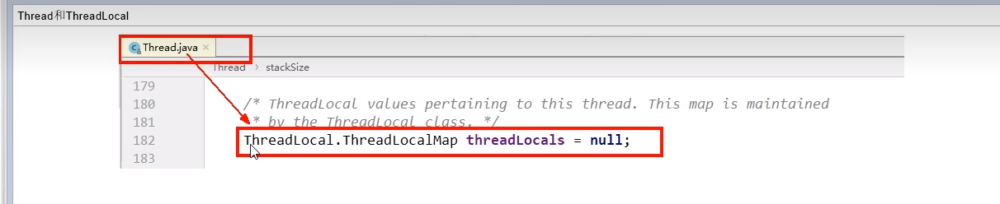 Thread和ThreadLocal
Thread.java
Thread › stackSize
179
180 /* ThreadLocal values pertaining to this thread. This map is maintained
181 * by the ThreadLocal class. */
182 ThreadLocal.ThreadLocalMap threadLocals = null;
183